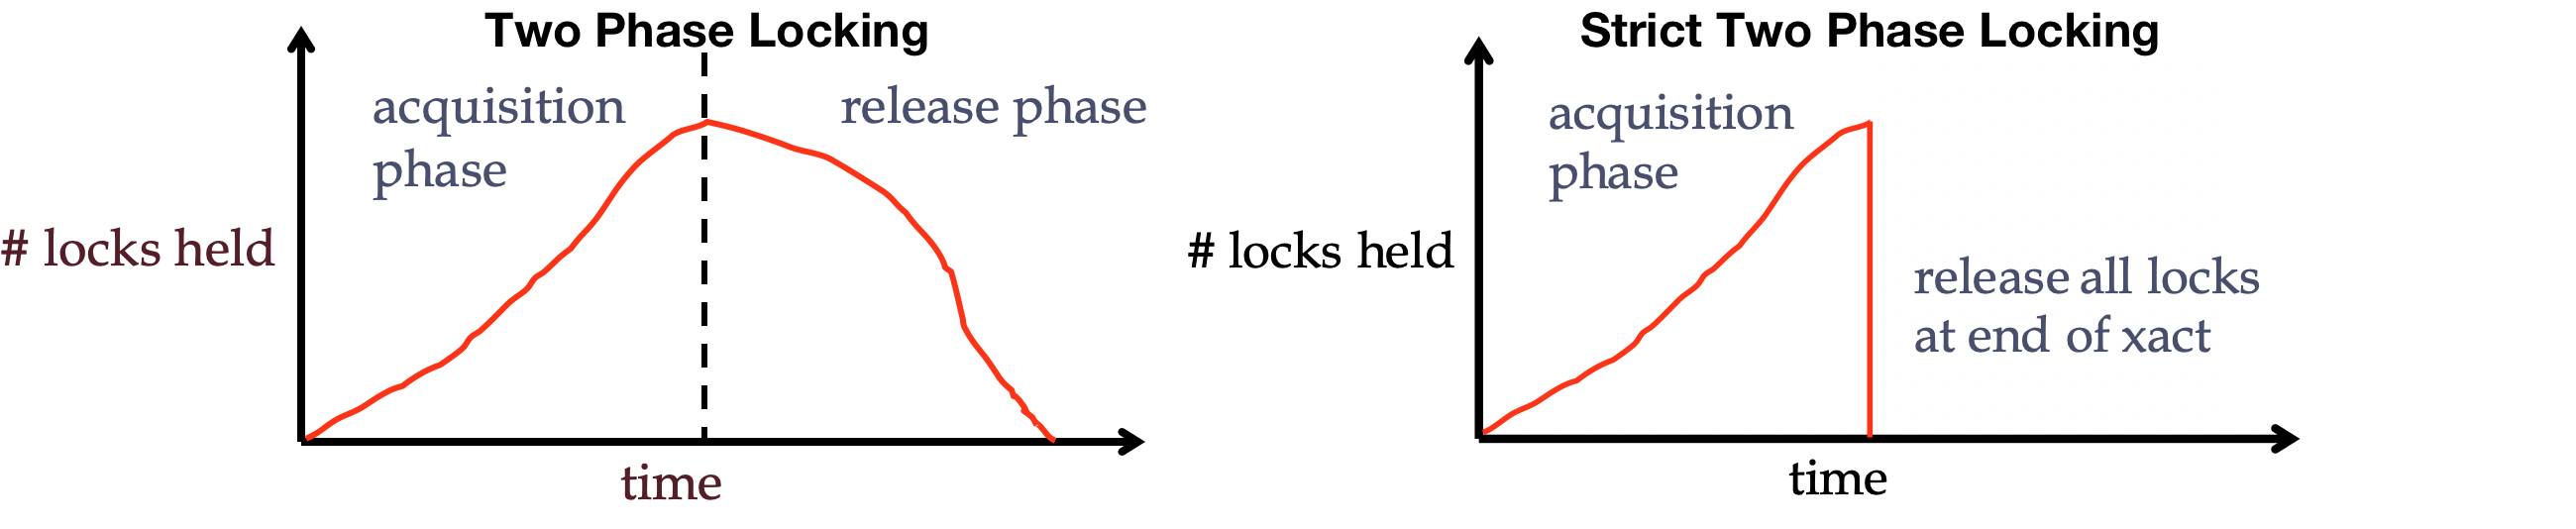 Two Phase Locking
acquisition
phase
release phase
# locks held
time
Strict Two Phase Locking
acquisition
phase
# locks held
release all locks
at end of xact
time